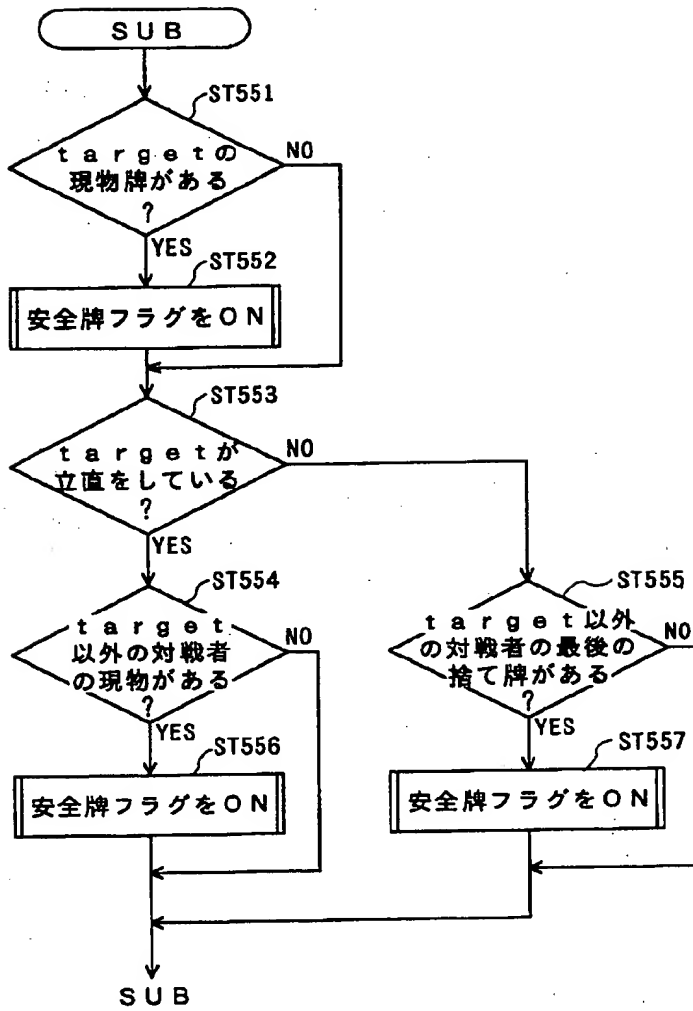 SUB
ST551
targetの
現物牌がある
?
NO
YES
ST552
安全牌フラグをON
ST553
targetが
立直をしている
?
NO
YES
ST554
target
以外の対戦者
の現物がある
?
NO
YES
ST555
target以外
の対戦者の最後の
捨て牌がある
?
NO
YES
ST556
安全牌フラグをON
ST557
安全牌フラグをON
SUB